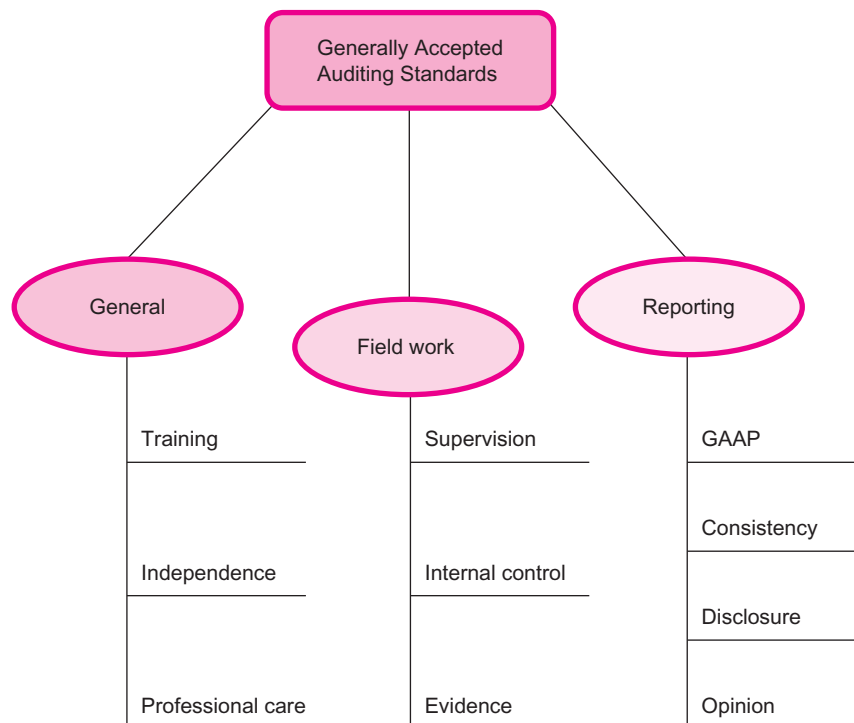 Generally Accepted
Auditing Standards
General
Field work
Reporting
Training
Supervision
GAAP
Consistency
Independence
Internal control
Disclosure
Professional care
Evidence
Opinion